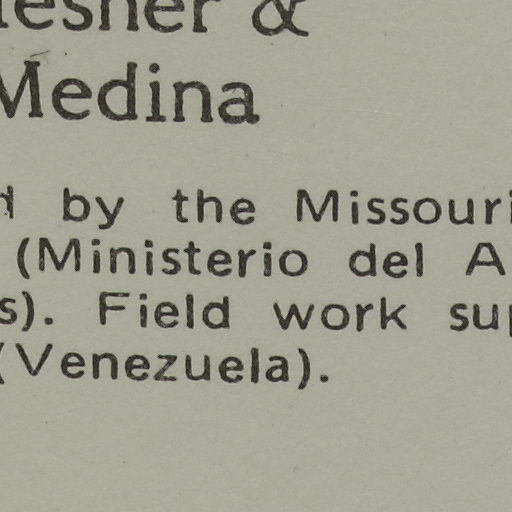 &
Medina
by the Missouri
(Ministerio del
Field work
(Venezuela).